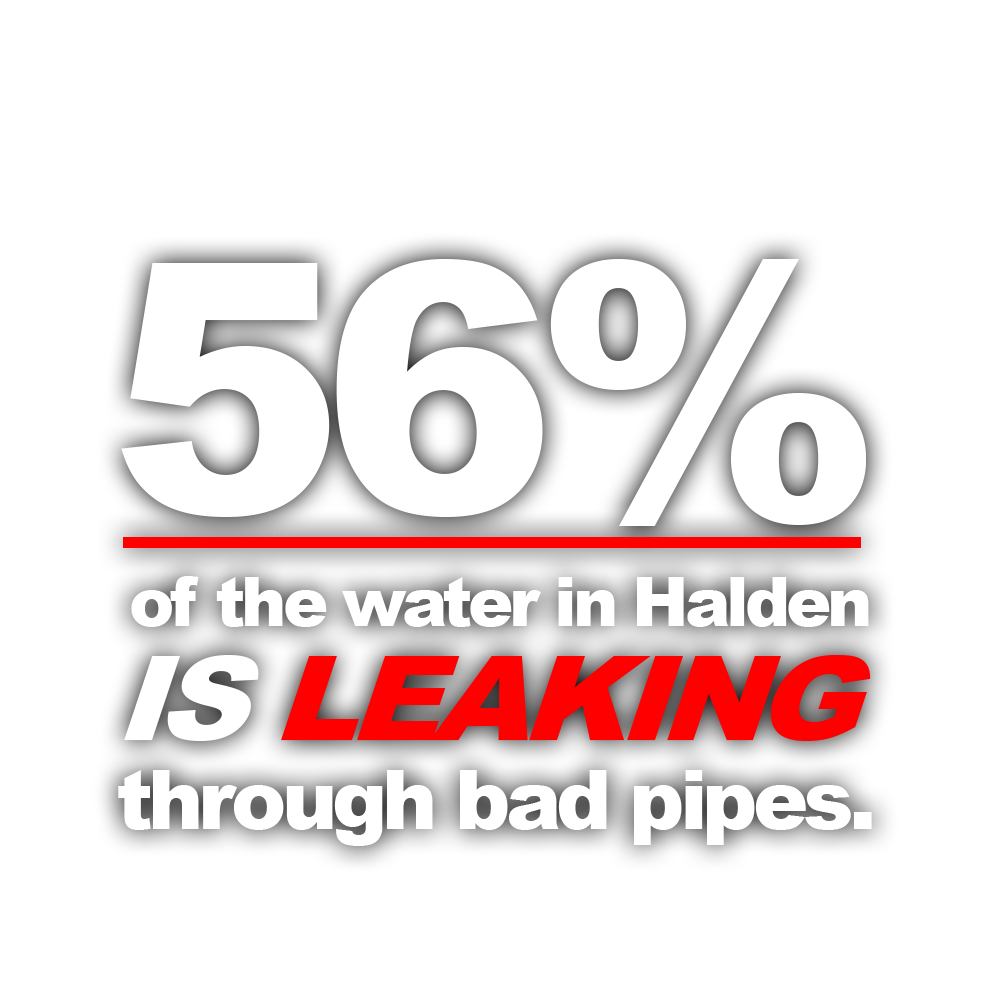 56%
of the water in Halden
IS LEAKING
through bad pipes.